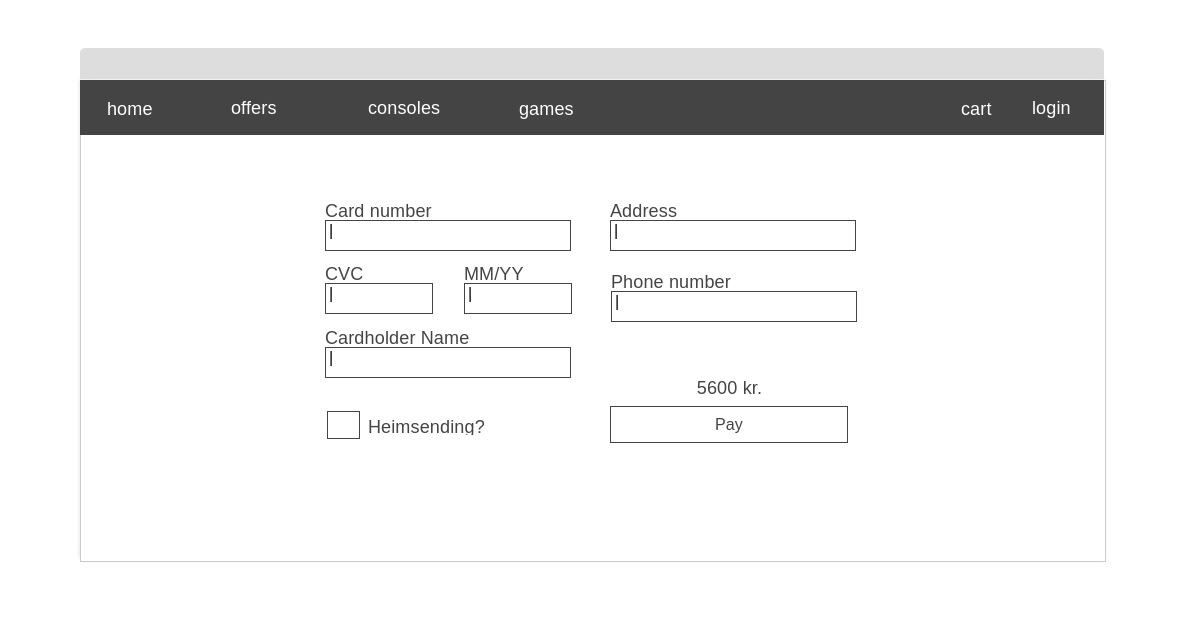 home offers consoles games cart login
Card number
Address
CVC
MM/YY
Phone number
Cardholder Name
5600 kr.
Heimsending?
Pay